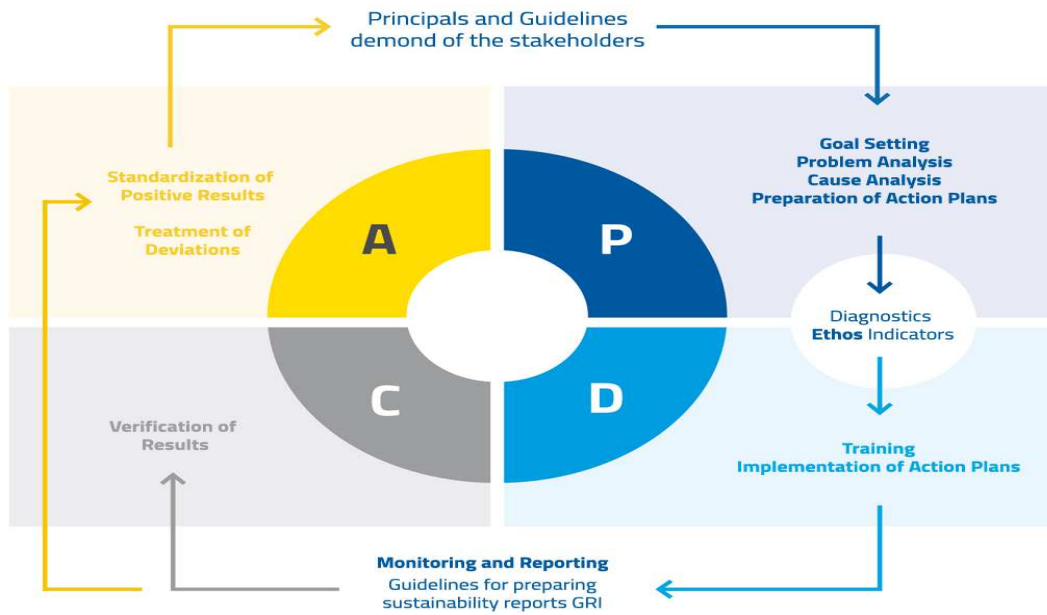 Principals and Guidelines
demond of the stakeholders
Goal Setting
Problem Analysis
Cause Analysis
Preparation of Action Plans
Standardization of
Positive Results
Treatment of
Deviations
A
P
Diagnostics
Ethos Indicators
C
D
Verification of
Results
Training
Implementation of Action Plans
Monitoring and Reporting
Guidelines for preparing
sustainability reports GRI